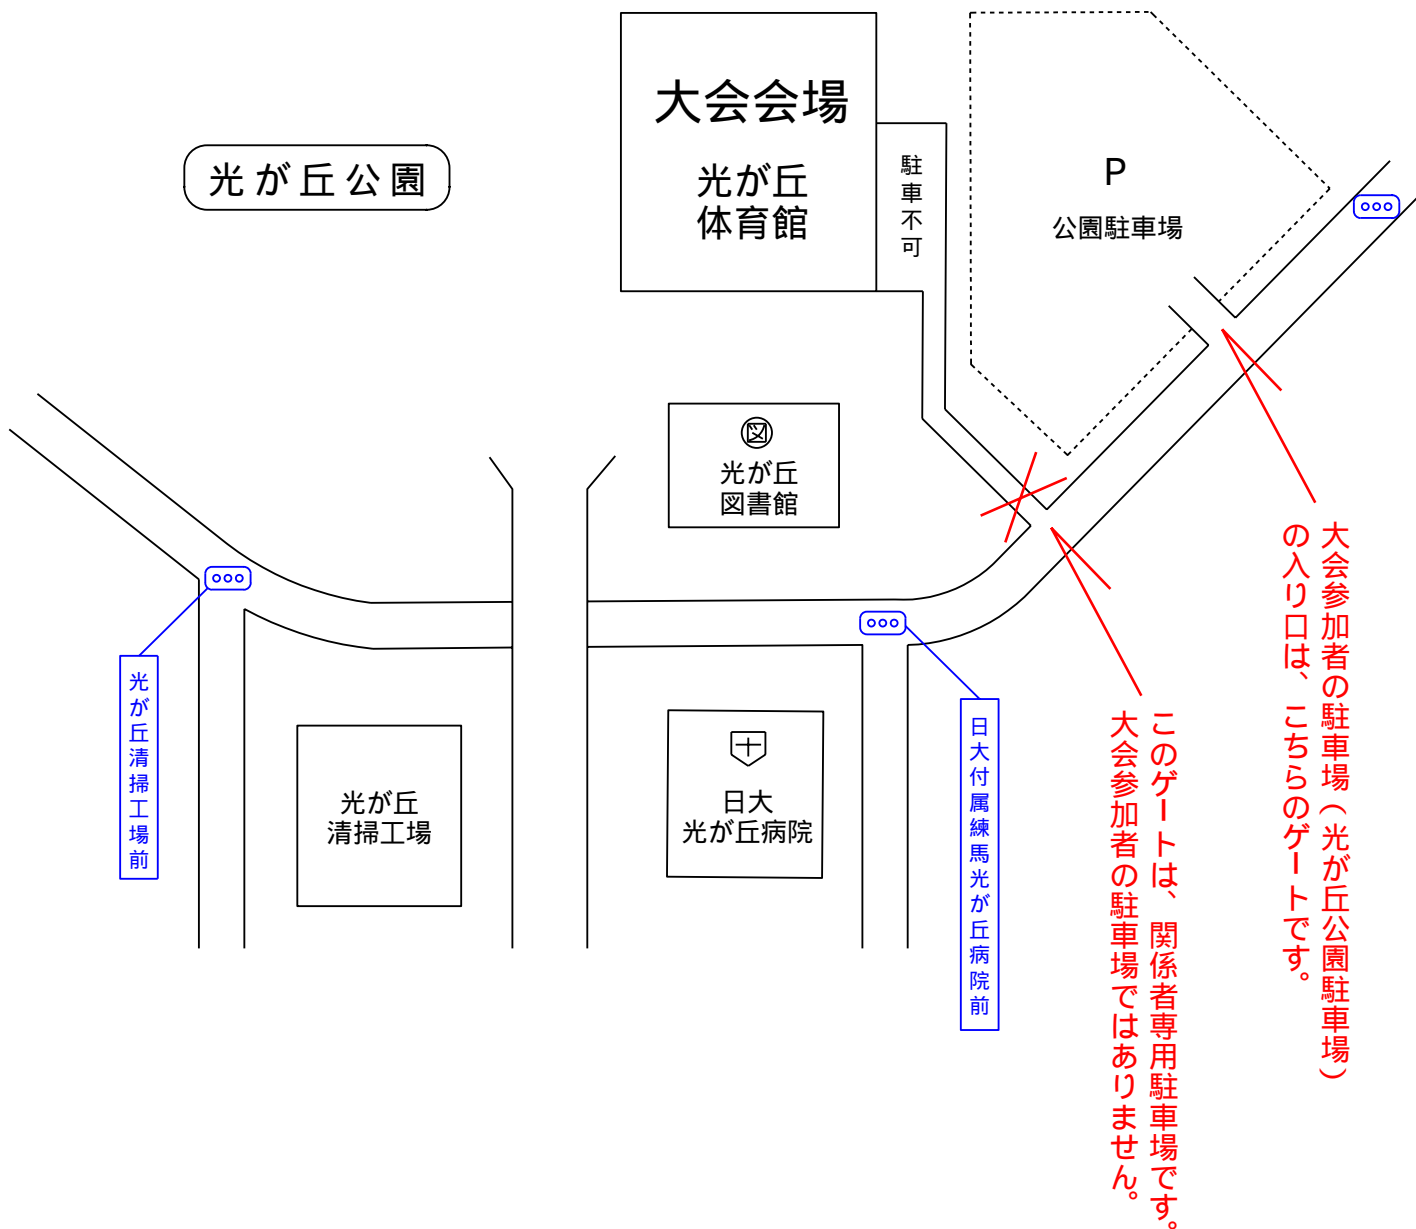 大会会場
光が丘
体育館
光が丘公園
駐車不可
P
公園駐車場
図
光が丘
図書館
大会参加者の駐車場（光が丘公園駐車場）
の入り口は、こちらのゲートです。
このゲートは、関係者専用駐車場です。
大会参加者の駐車場ではありません。
光が丘清掃工場前
日大付属練馬光が丘病院前
光が丘
清掃工場
日大
光が丘病院